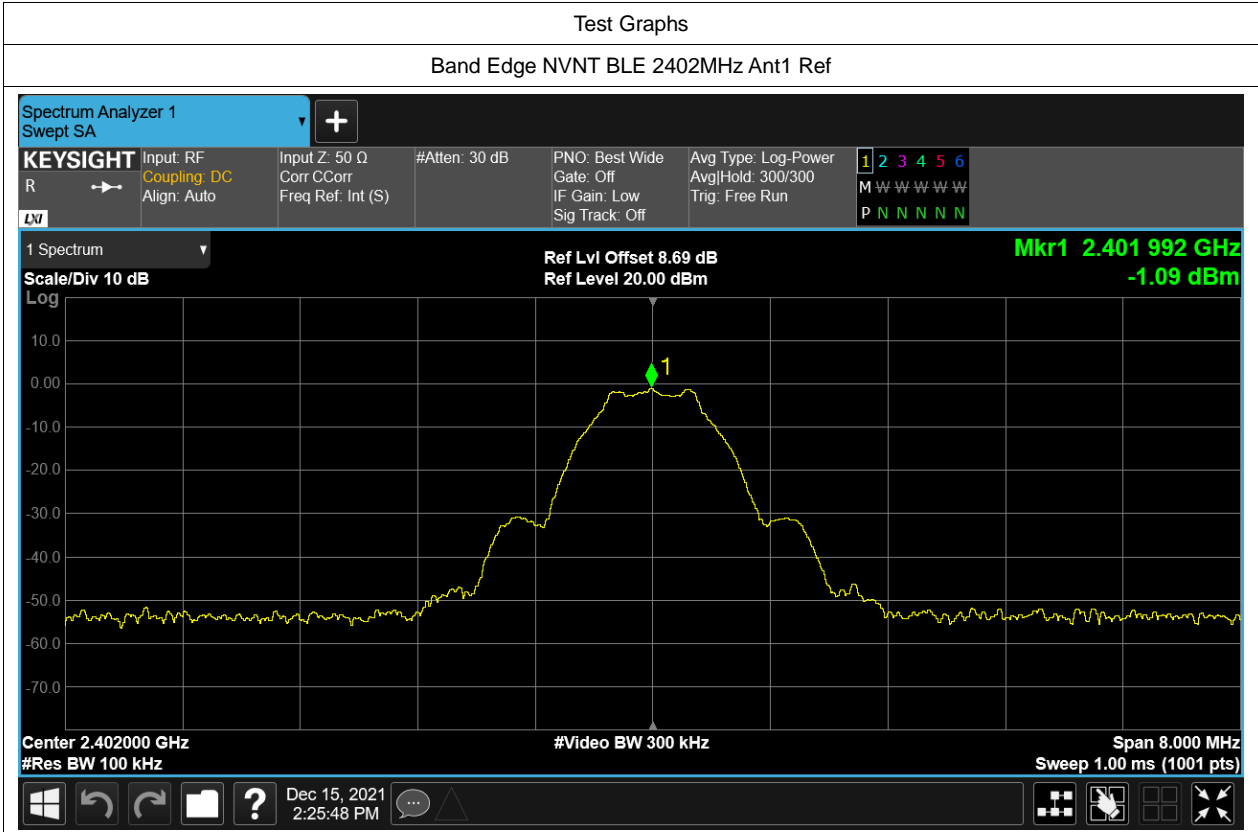 Test Graphs
Band Edge NVNT BLE 2402MHz Ant1 Ref
Spectrum Analyzer 1
Swept SA
+
KEYSIGHT
R
LXI
Input: RF
Coupling: DC
Align: Auto
Input Z: 50 Ω
Corr CCorr
Freq Ref: Int (S)
#Atten: 30 dB
PNO: Best Wide
Gate: Off
IF Gain: Low
Sig Track: Off
Avg Type: Log-Power
Avg|Hold: 300/300
Trig: Free Run
1 2 3 4 5 6
M W W W W W
P N N N N N
1 Spectrum
Scale/Div 10 dB
Ref Lvl Offset 8.69 dB
Ref Level 20.00 dBm
Mkr1 2.401 992 GHz
-1.09 dBm
Log
10.0
0.00
-10.0
-20.0
-30.0
-40.0
-50.0
-60.0
-70.0
1
Center 2.402000 GHz
#Res BW 100 kHz
#Video BW 300 kHz
Span 8.000 MHz
Sweep 1.00 ms (1001 pts)
?
Dec 15, 2021
2:25:48 PM